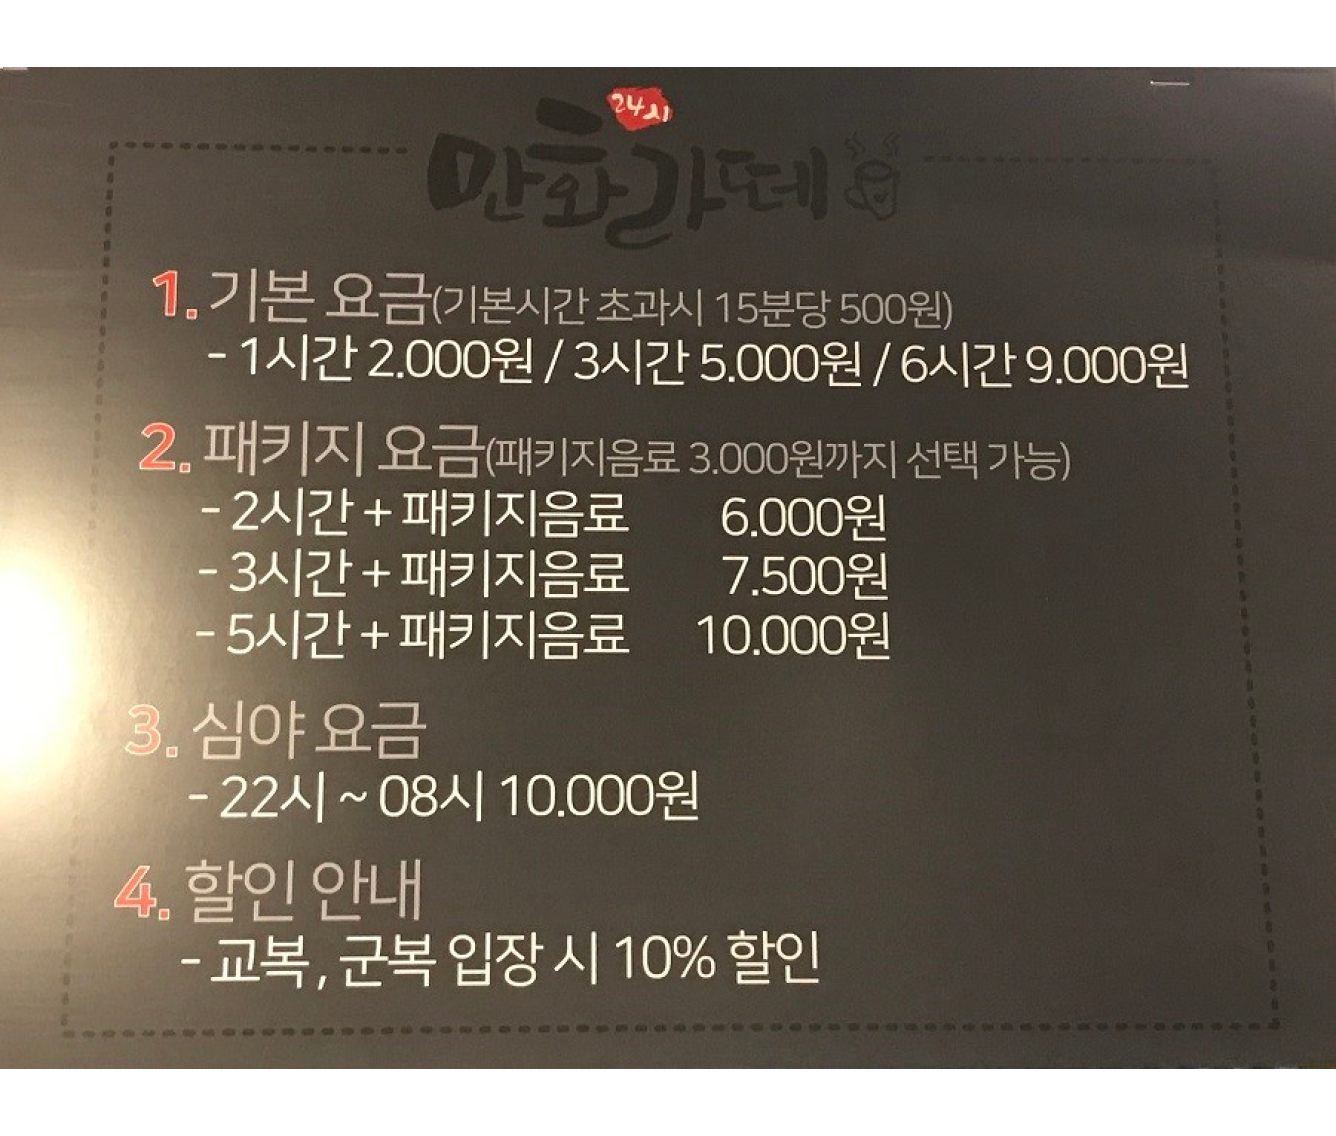 24시
만화카페
1. 기본 요금(기본시간 초과시 15분당 500원)
- 1시간 2.000원 / 3시간 5.000원 / 6시간 9.000원
2. 패키지 요금(패키지음료 3.000원까지 선택 가능)
- 2시간 + 패키지음료 6.000원
- 3시간 + 패키지음료 7.500원
- 5시간 + 패키지음료 10.000원
3. 심야 요금
- 22시 ~ 08시 10.000원
4. 할인 안내
- 교복, 군복 입장 시 10% 할인